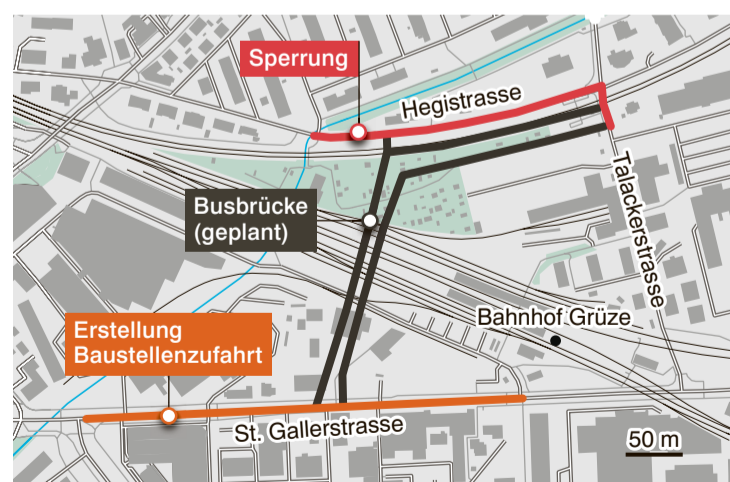 Sperrung
Hegistrasse
Talackerstrasse
Busbrücke
(geplant)
Bahnhof Grüze
Erstellung
Baustellenzufahrt
St. Gallerstrasse
50 m